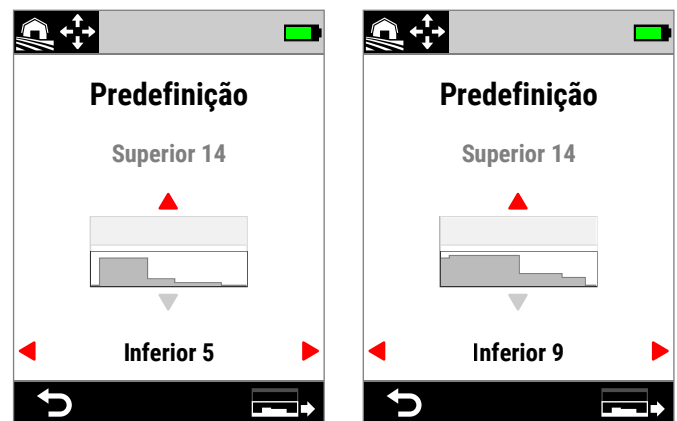 Predefinição
Superior 14
Inferior 5
Predefinição
Superior 14
Inferior 9